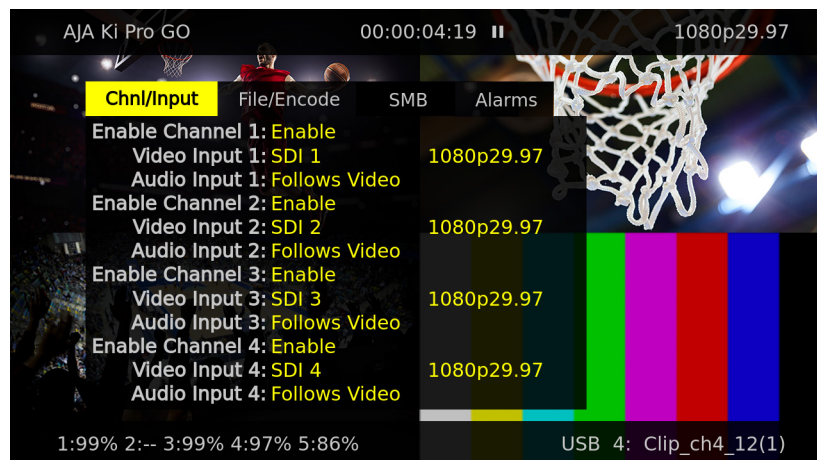 AJA Ki Pro GO 00:00:04:19 1080p29.97
Chnl/Input File/Encode SMB Alarms
Enable Channel 1: Enable
Video Input 1: SDI 1 1080p29.97
Audio Input 1: Follows Video
Enable Channel 2: Enable
Video Input 2: SDI 2 1080p29.97
Audio Input 2: Follows Video
Enable Channel 3: Enable
Video Input 3: SDI 3 1080p29.97
Audio Input 3: Follows Video
Enable Channel 4: Enable
Video Input 4: SDI 4 1080p29.97
Audio Input 4: Follows Video
1:99% 2:-- 3:99% 4:97% 5:86% USB 4: Clip_ch4_12(1)